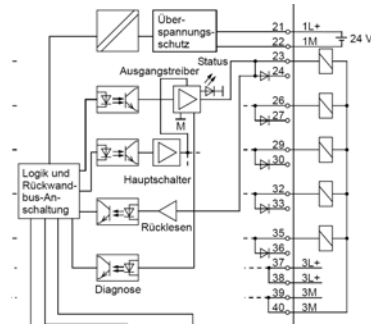 Über-
spannungs-
schutz
21 1L+
22 1M
24 V
23
Status
24
Ausgangstreiber
M
26
27
29
30
Hauptschalter
Logik und
Rückwand-
bus-An-
schaltung
32
33
Rücklesen
35
36
37 3L+
38 3L+
39 3M
40 3M
Diagnose